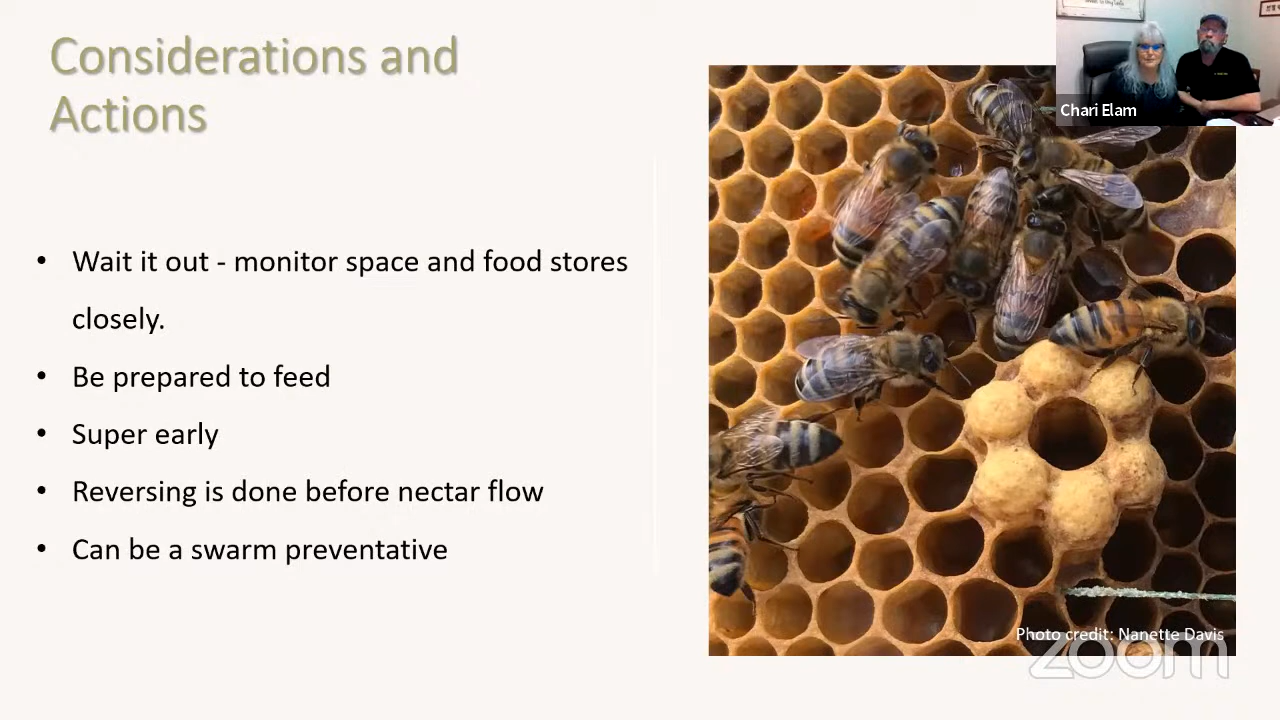 Considerations and
Actions
Chari Elam
• Wait it out - monitor space and food stores
closely.
• Be prepared to feed
• Super early
• Reversing is done before nectar flow
• Can be a swarm preventative
Photo credit: Nanette Davis
zoom